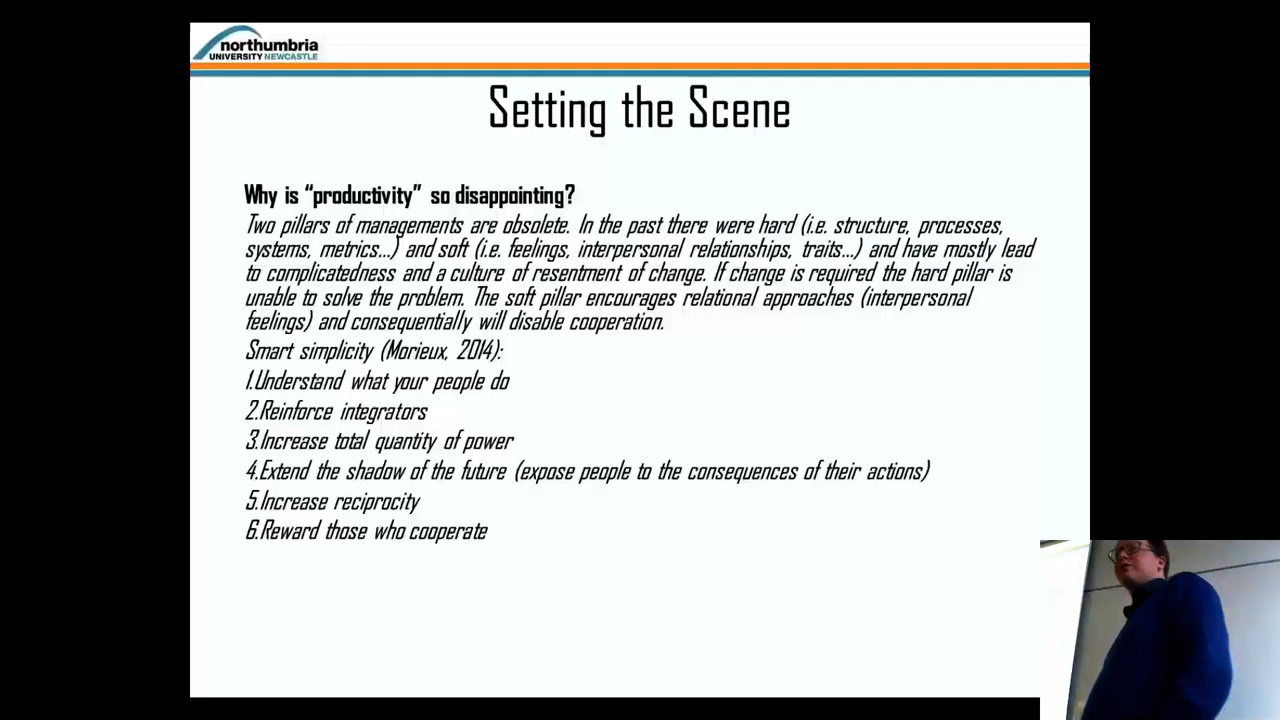 northumbria
UNIVERSITY NEWCASTLE
Setting the Scene
Why is “productivity” so disappointing?
Two pillars of managements are obsolete. In the past there were hard (i.e. structure, processes,
systems, metrics...) and soft (i.e. feelings, interpersonal relationships, traits...) and have mostly lead
to complicatedness and a culture of resentment of change. If change is required the hard pillar is
unable to solve the problem. The soft pillar encourages relational approaches (interpersonal
feelings) and consequentially will disable cooperation.
Smart simplicity (Morieux, 2014):
1.Understand what your people do
2.Reinforce integrators
3.Increase total quantity of power
4.Extend the shadow of the future (expose people to the consequences of their actions)
5.Increase reciprocity
6.Reward those who cooperate